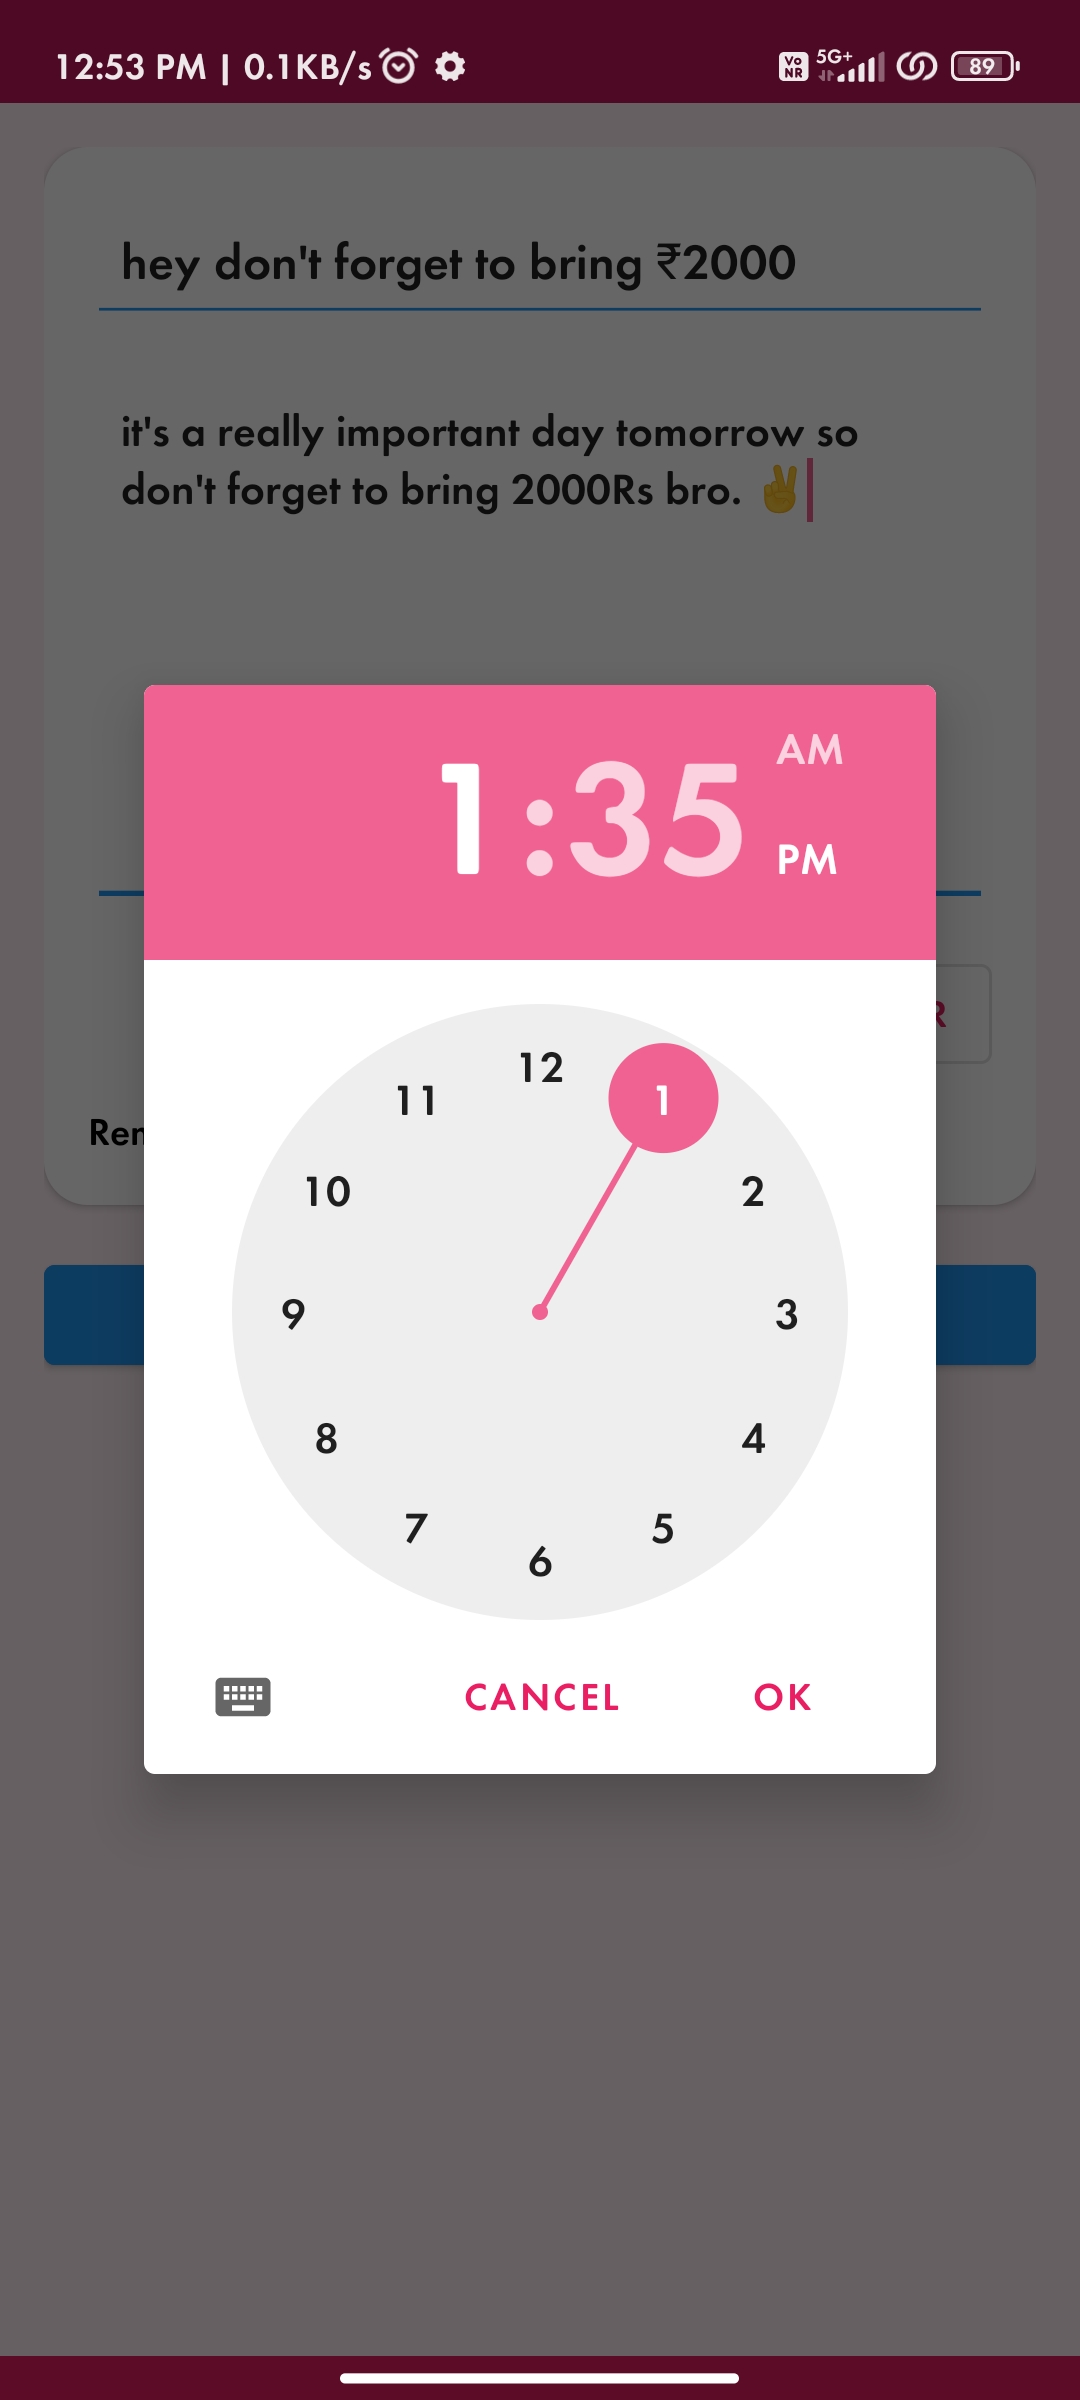 12:53 PM | 0.1KB/s
Vo NR 5G+ 89
hey don't forget to bring ₹2000
it's a really important day tomorrow so
don't forget to bring 2000Rs bro. ✌
1:35
AM
PM
12
11
1
10
2
9
3
8
4
7
5
6
CANCEL OK